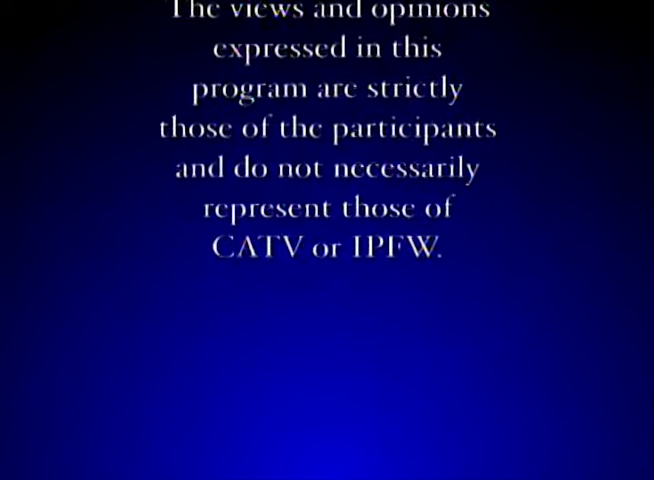 The views and opinions
expressed in this
program are strictly
those of the participants
and do not necessarily
represent those of
CATV or IPFW.